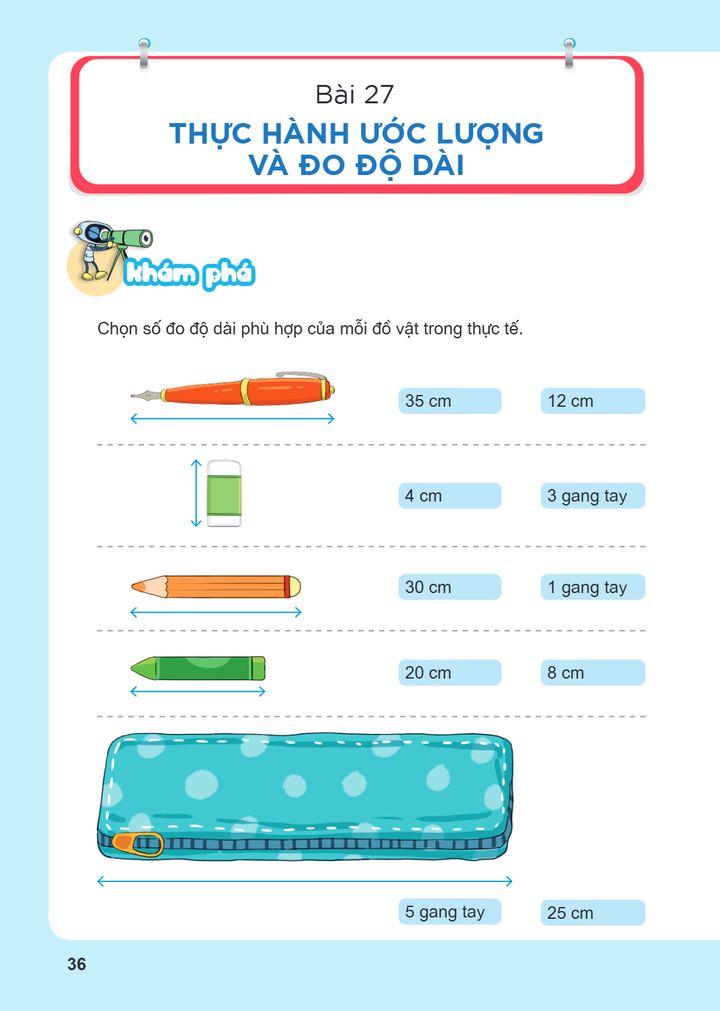 Bài 27
THỰC HÀNH ƯỚC LƯỢNG
VÀ ĐO ĐỘ DÀI
Khám phá
Chọn số đo độ dài phù hợp của mỗi đồ vật trong thực tế.
35 cm 12 cm
4 cm 3 gang tay
30 cm 1 gang tay
20 cm 8 cm
5 gang tay 25 cm
36